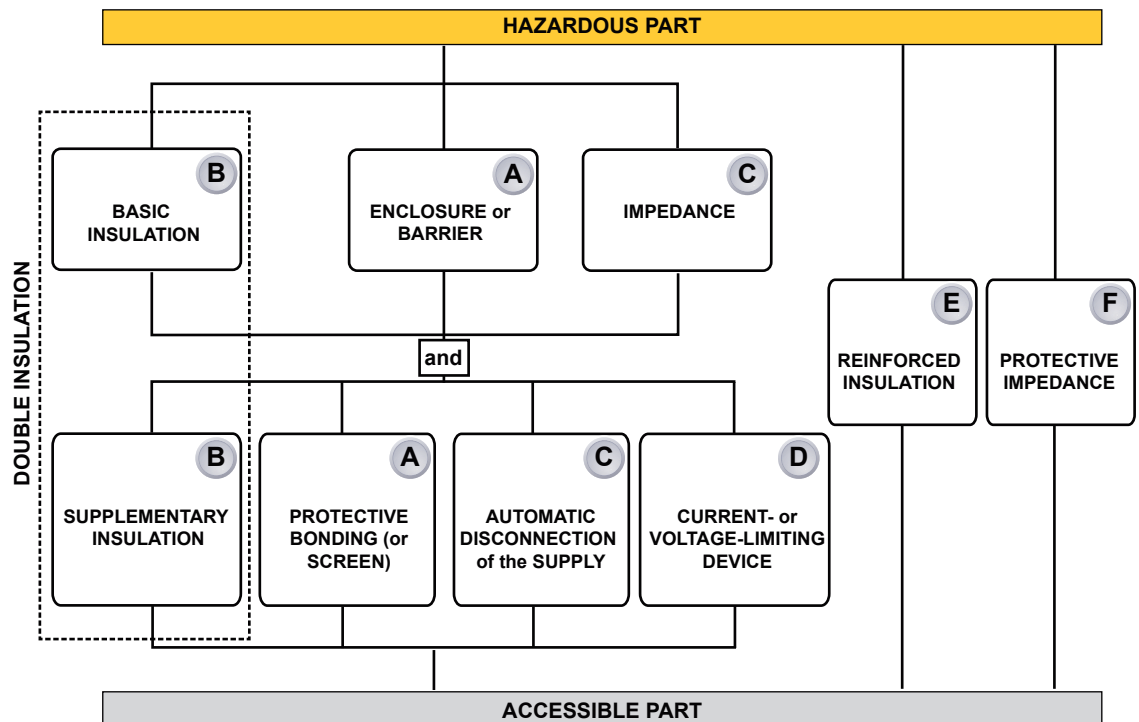 HAZARDOUS PART
DOUBLE INSULATION
B
BASIC
INSULATION
A
ENCLOSURE or
BARRIER
C
IMPEDANCE
E
REINFORCED
INSULATION
F
PROTECTIVE
IMPEDANCE
and
B
SUPPLEMENTARY
INSULATION
A
PROTECTIVE
BONDING (or
SCREEN)
C
AUTOMATIC
DISCONNECTION
of the SUPPLY
D
CURRENT- or
VOLTAGE-LIMITING
DEVICE
ACCESSIBLE PART